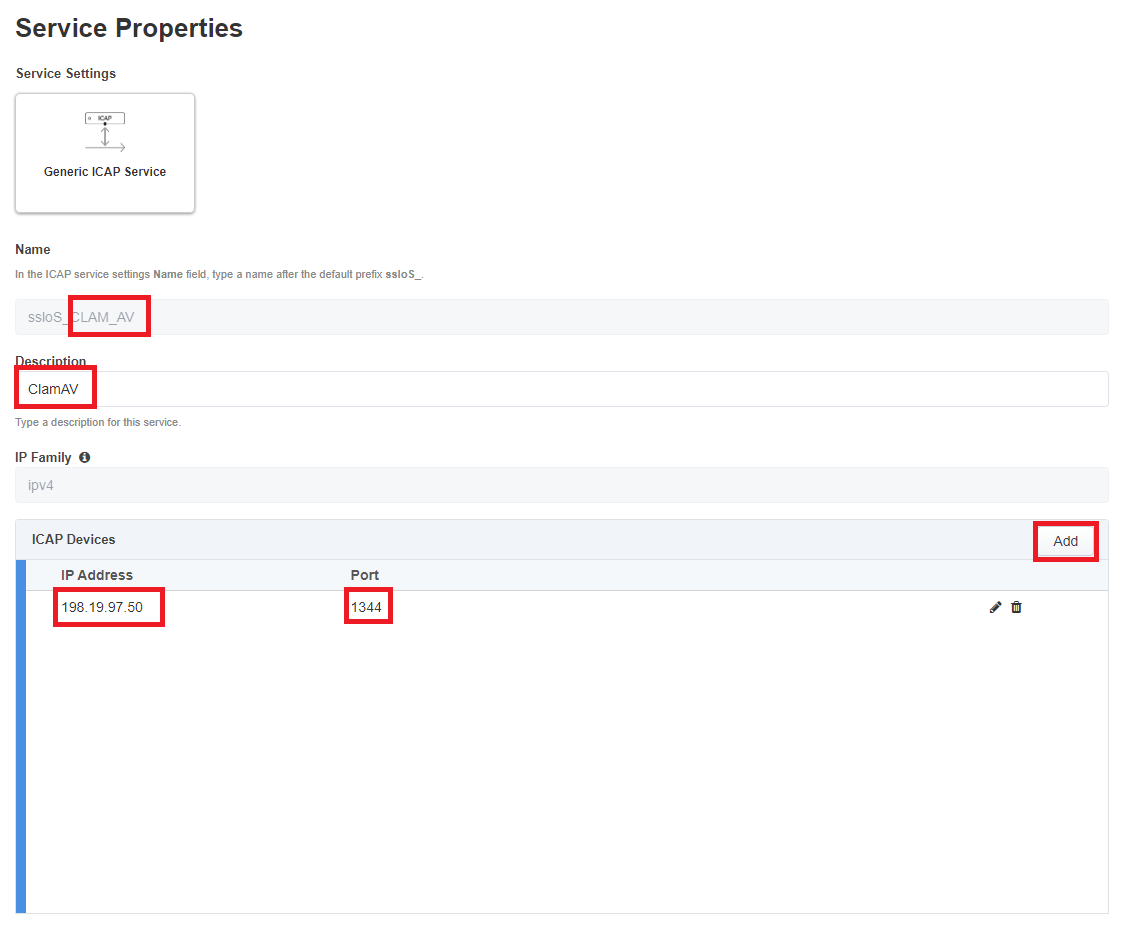 Service Properties
Service Settings
ICAP
Generic ICAP Service
Name
In the ICAP service settings Name field, type a name after the default prefix ssloS_.
ssloS_CLAM_AV
Description
ClamAV
Type a description for this service.
IP Family
ipv4
ICAP Devices Add
IP Address Port
198.19.97.50 1344